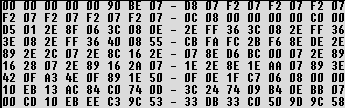 00 00 00 00 00 90 BE 07 - 08 07 F2 07 F2 07 F2 07
F2 07 F2 07 F2 07 F2 07 - 0C 08 00 00 00 00 C0 00
05 01 2E 8F 06 3C 08 0E - 2E FF 36 3C 08 2E FF 36
3E 08 2E FF 36 40 08 55 - CB FA FC 2B F6 8E DE 2E
89 2E 2C 07 2E 8C 16 2E - 07 8E D6 BC 00 07 2E 89
16 28 07 2E 89 16 2A 07 - 1E 2E 8E 1E AA 07 89 3E
42 0F A3 4E 0F 89 1E 50 - 0F 0E 1F C7 06 08 00 00
10 EB 13 AC 84 C0 74 00 - 3C 24 74 09 B4 0E BB 07
00 CD 10 EB EE C3 9C 53 - 33 DB 33 C0 50 9D 9C 58